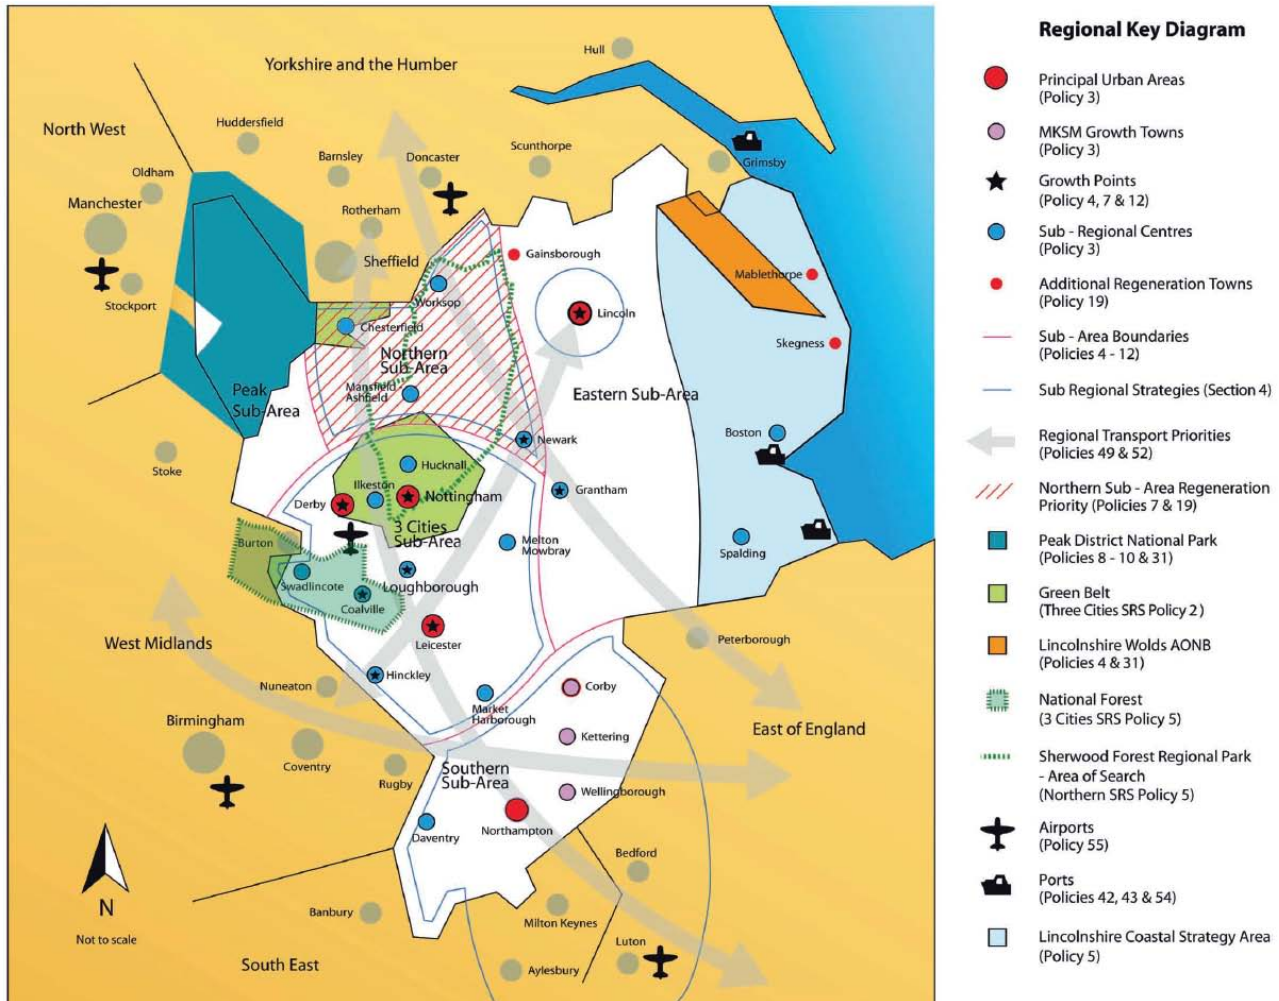 Regional Key Diagram
Hull
Yorkshire and the Humber
North West
Huddersfield
Oldham
Barnsley
Doncaster
Scunthorpe
Grimsby
Manchester
Rotherham
Sheffield
Gainsborough
Mablethorpe
Stockport
Worksop
Lincoln
Chesterfield
Skegness
Northern
Sub-Area
Peak
Sub-Area
Mansfield
Ashfield
Eastern Sub-Area
Boston
Newark
Stoke
Hucknall
Ilkeston
Nottingham
Grantham
Derby
3 Cities
Sub-Area
Burton
Melton
Mowbray
Spalding
Swadlincote
Loughborough
Coalville
West Midlands
Leicester
Peterborough
Hinckley
Nuneaton
Corby
Market
Harborough
Birmingham
East of England
Kettering
Coventry
Rugby
Southern
Sub-Area
Wellingborough
Daventry
Northampton
Bedford
N
Not to scale
Banbury
Milton Keynes
Luton
South East
Aylesbury
Principal Urban Areas
(Policy 3)
MKSM Growth Towns
(Policy 3)
Growth Points
(Policy 4, 7 & 12)
Sub - Regional Centres
(Policy 3)
Additional Regeneration Towns
(Policy 19)
Sub - Area Boundaries
(Policies 4 - 12)
Sub Regional Strategies (Section 4)
Regional Transport Priorities
(Policies 49 & 52)
Northern Sub - Area Regeneration
Priority (Policies 7 & 19)
Peak District National Park
(Policies 8 - 10 & 31)
Green Belt
(Three Cities SRS Policy 2)
Lincolnshire Wolds AONB
(Policies 4 & 31)
National Forest
(3 Cities SRS Policy 5)
Sherwood Forest Regional Park
- Area of Search
(Northern SRS Policy 5)
Airports
(Policy 55)
Ports
(Policies 42, 43 & 54)
Lincolnshire Coastal Strategy Area
(Policy 5)